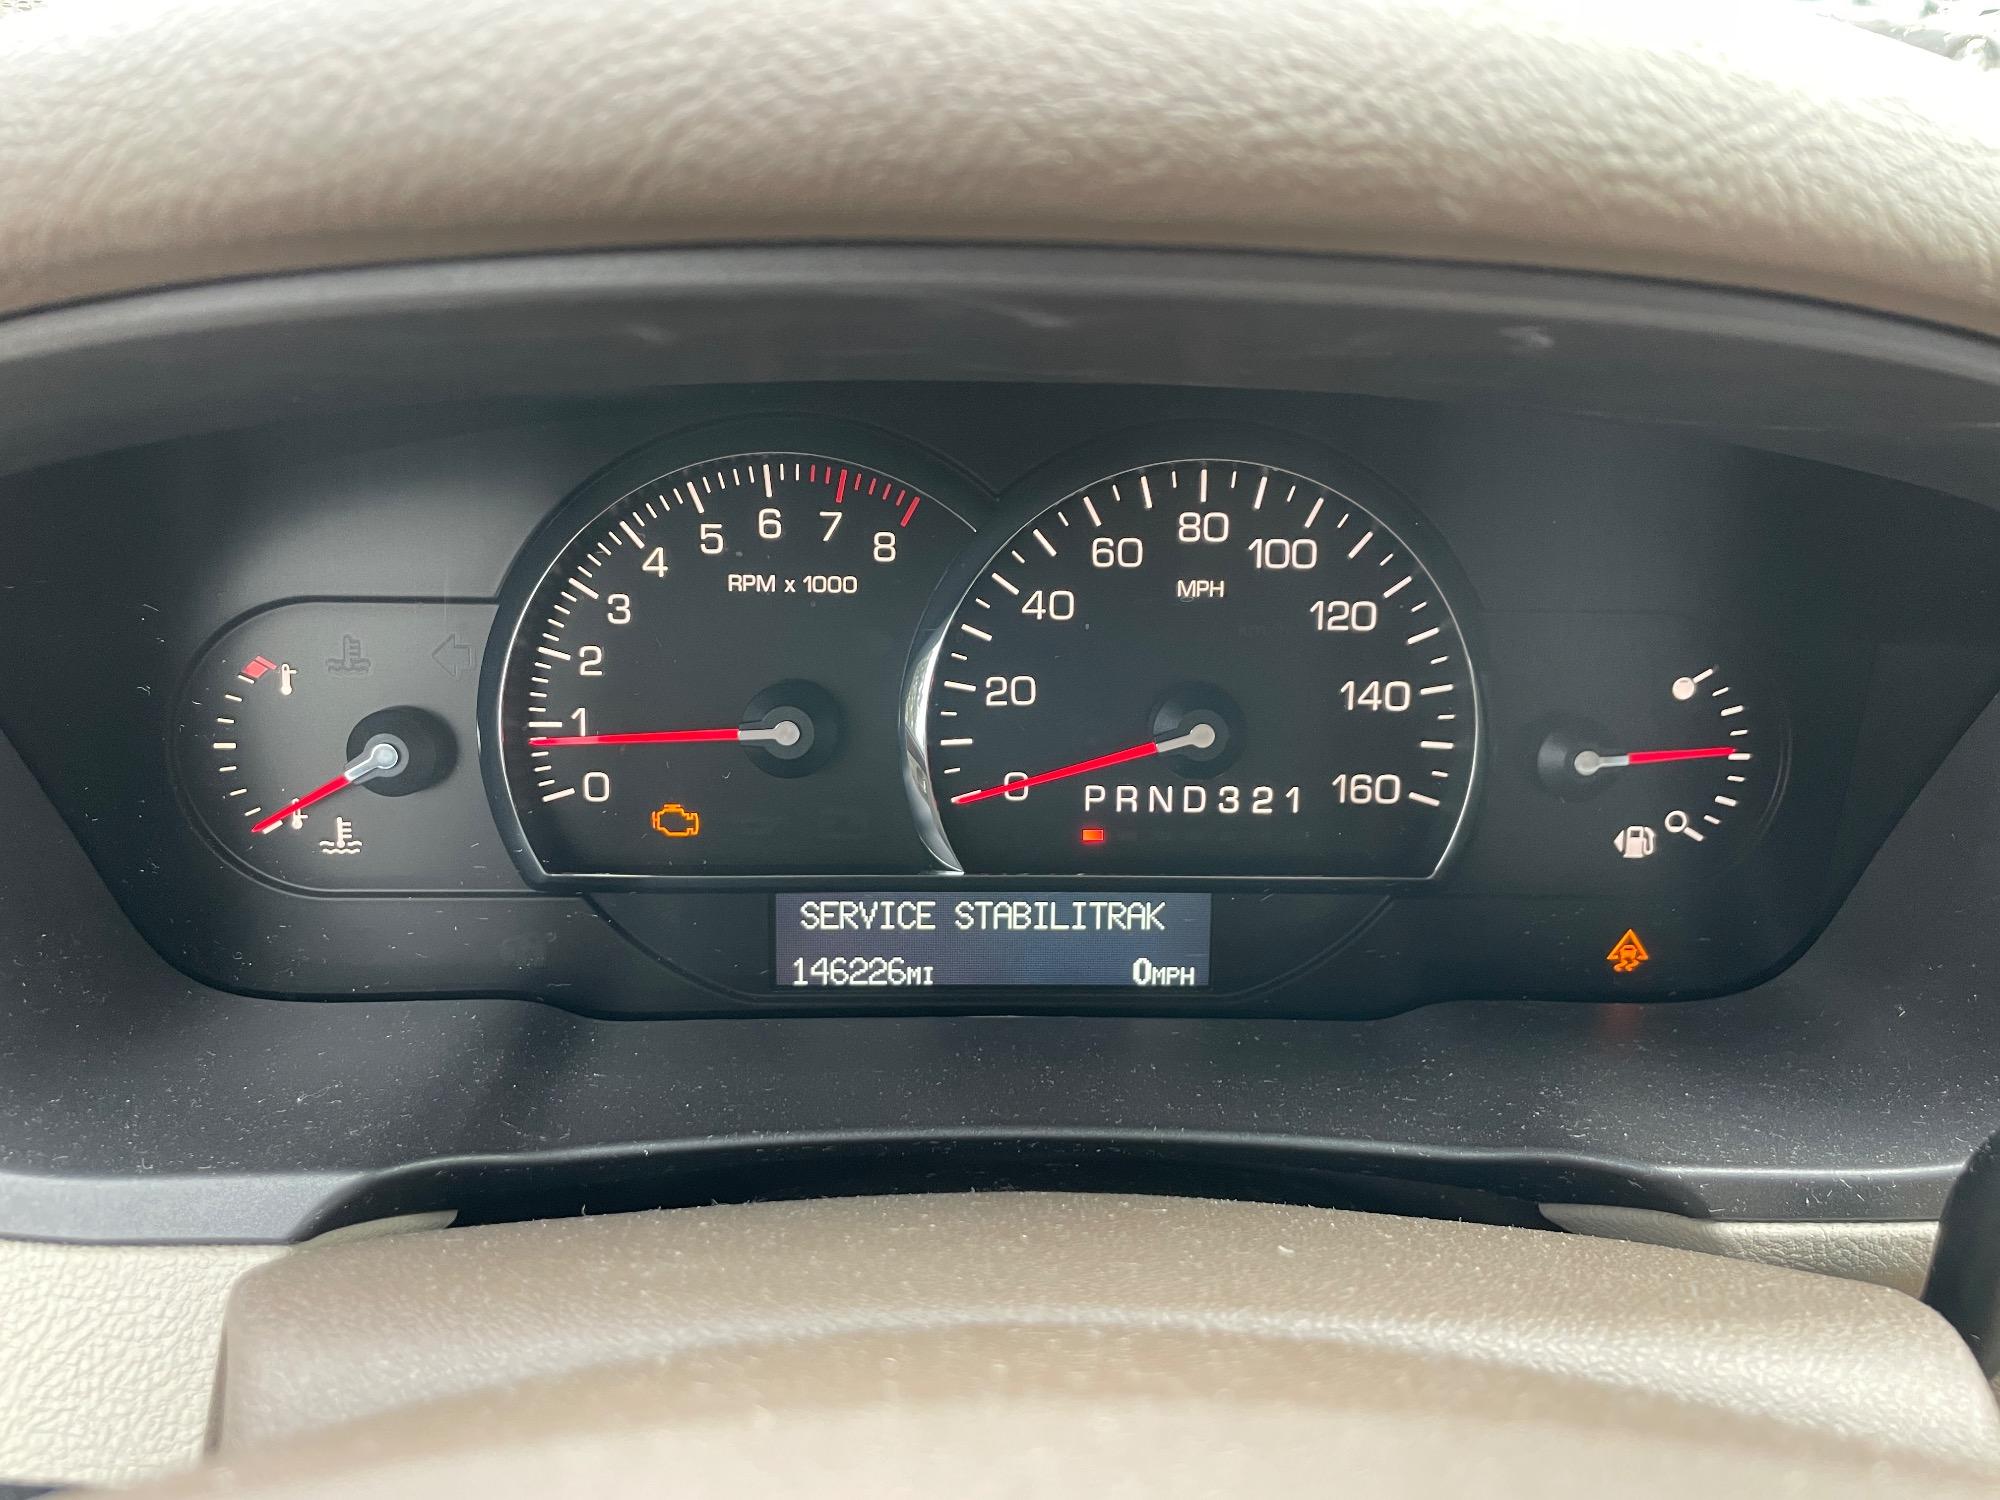 0 1 2 3 4 5 6 7 8
RPM x 1000
0 20 40 60 80 100 120 140 160
MPH
PRND321
SERVICE STABILITRAK
146226MI 0MPH